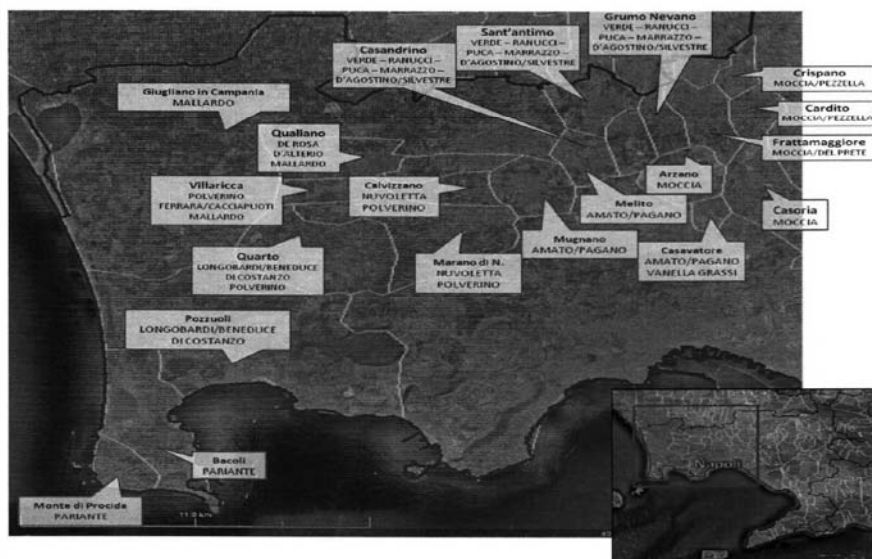 Grumo Nevano
VERDE – RANUCCI –
PUCA – MARRAZZO –
D'AGOSTINO/SILVESTRE
Sant'antimo
VERDE – RANUCCI –
PUCA – MARRAZZO –
D'AGOSTINO/SILVESTRE
Casandrino
VERDE – RANUCCI –
PUCA – MARRAZZO –
D'AGOSTINO/SILVESTRE
Crispano
MOCCIA/PEZZELLA
Giugliano in Campania
MALLARDO
Cardito
MOCCIA/PEZZELLA
Qualiano
DE ROSA
D'ALTERIO
MALLARDO
Frattamaggiore
MOCCIA/DEL PRETE
Arzano
MOCCIA
Villaricca
POLVERINO
FERRARA/CACCIAPUOTI
MALLARDO
Calvizzano
NUVOLETTA
POLVERINO
Melito
AMATO/PAGANO
Casoria
MOCCIA
Mugnano
AMATO/PAGANO
Casavatore
AMATO/PAGANO
VANELLA GRASSI
Quarto
LONGOBARDI/BENEDUCE
DI COSTANZO
POLVERINO
Marano di N.
NUVOLETTA
POLVERINO
Pozzuoli
LONGOBARDI/BENEDUCE
DI COSTANZO
Bacoli
PARIANTE
Monte di Procida
PARIANTE
Napoli